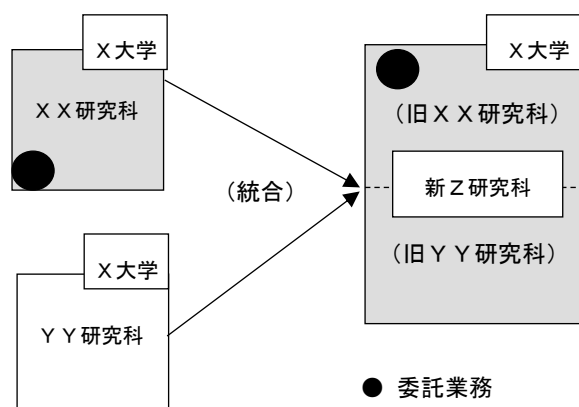 X大学
XX研究科
(統合)
X大学
YY研究科
X大学
(旧XX研究科)
新Z研究科
(旧YY研究科)
● 委託業務